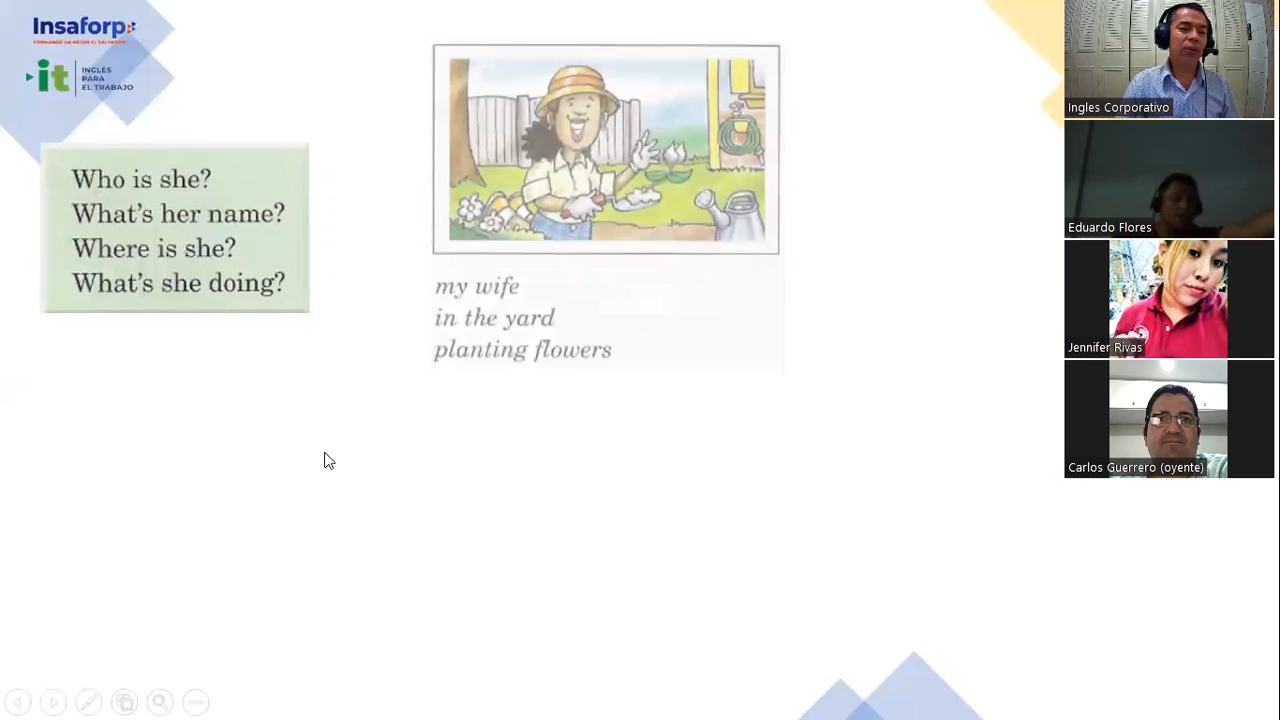 Insaforp
it
INGLES
PARA
EL TRABAJO
Who is she?
What's her name?
Where is she?
What's she doing?
my wife
in the yard
planting flowers
Ingles Corporativo
Eduardo Flores
Jennifer Rivas
Carlos Guerrero (oyente)